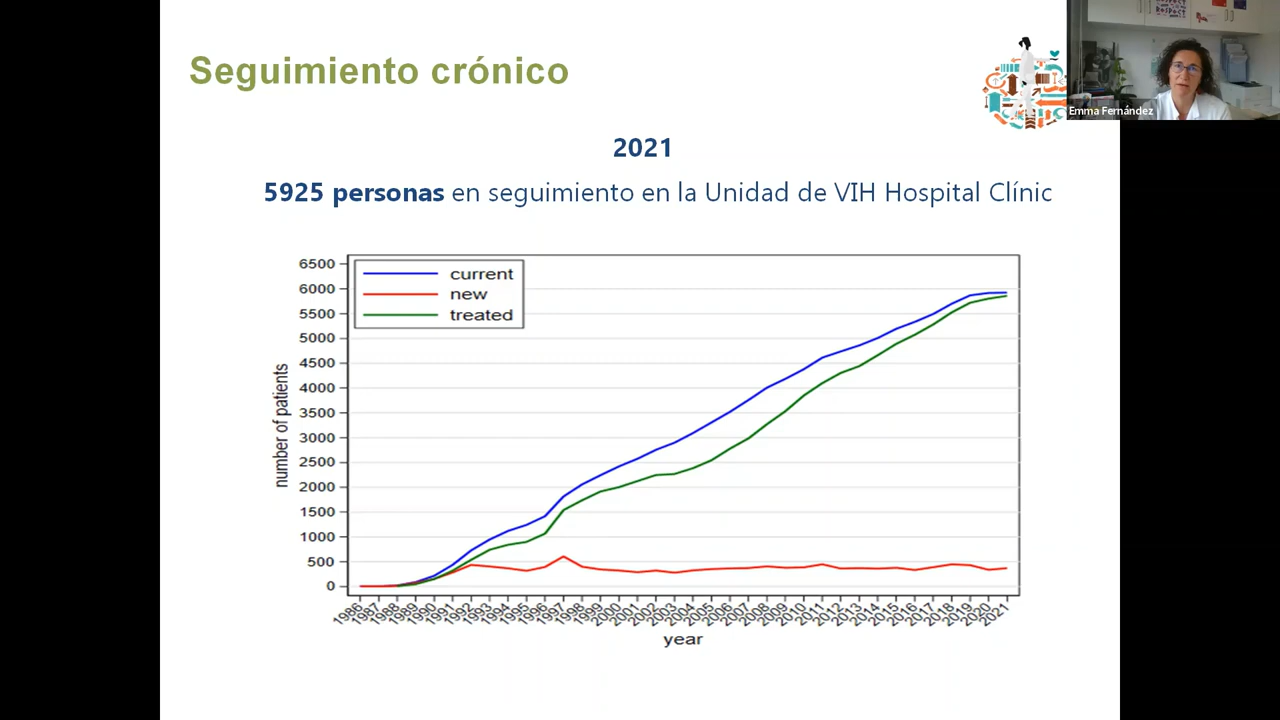 Seguimiento crónico
RESPECT
Emma Fernández
2021
5925 personas en seguimiento en la Unidad de VIH Hospital Clínic
current
new
treated
6500
6000
5500
5000
4500
4000
3500
3000
2500
2000
1500
1000
500
0
number of patients
1986 1987 1988 1989 1990 1991 1992 1993 1994 1995 1996 1997 1998 1999 2000 2001 2002 2003 2004 2005 2006 2007 2008 2009 2010 2011 2012 2013 2014 2015 2016 2017 2018 2019 2020 2021
year